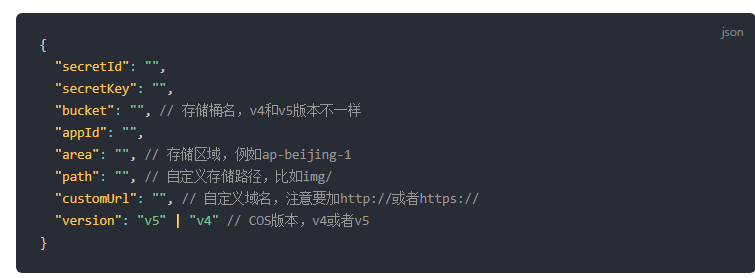 json
{
  "secretId": "",
  "secretKey": "",
  "bucket": "", // 存储桶名，v4和v5版本不一样
  "appId": "",
  "area": "", // 存储区域，例如ap-beijing-1
  "path": "", // 自定义存储路径，比如img/
  "customUrl": "", // 自定义域名，注意要加http://或者https://
  "version": "v5" | "v4" // COS版本，v4或者v5
}